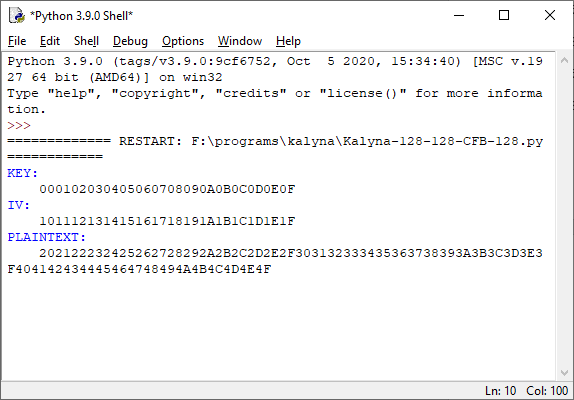 *Python 3.9.0 Shell*
File Edit Shell Debug Options Window Help
Python 3.9.0 (tags/v3.9.0:9cf6752, Oct  5 2020, 15:34:40) [MSC v.19
27 64 bit (AMD64)] on win32
Type "help", "copyright", "credits" or "license()" for more informa
tion.
>>>
============= RESTART: F:\programs\kalyna\Kalyna-128-128-CFB-128.py
============
KEY:
    000102030405060708090A0B0C0D0E0F
IV:
    101112131415161718191A1B1C1D1E1F
PLAINTEXT:
    202122232425262728292A2B2C2D2E2F303132333435363738393A3B3C3D3E3
F404142434445464748494A4B4C4D4E4F
Ln: 10 Col: 100